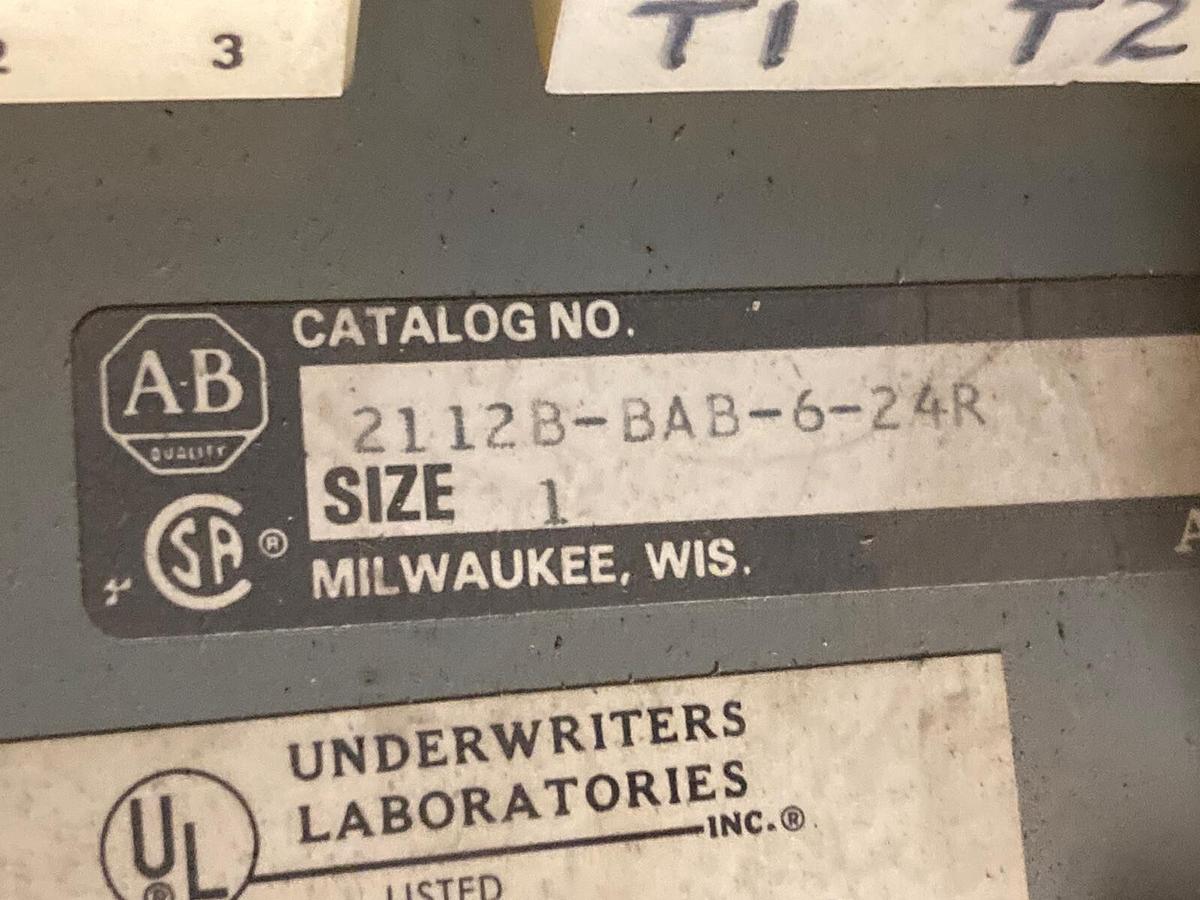 3
T1 T2
A-B
QUALITY
CATALOG NO.
2112B-BAB-6-24R
SIZE 1
SA ®
MILWAUKEE, WIS.
UNDERWRITERS
LABORATORIES
INC.®
UL
®
LISTED